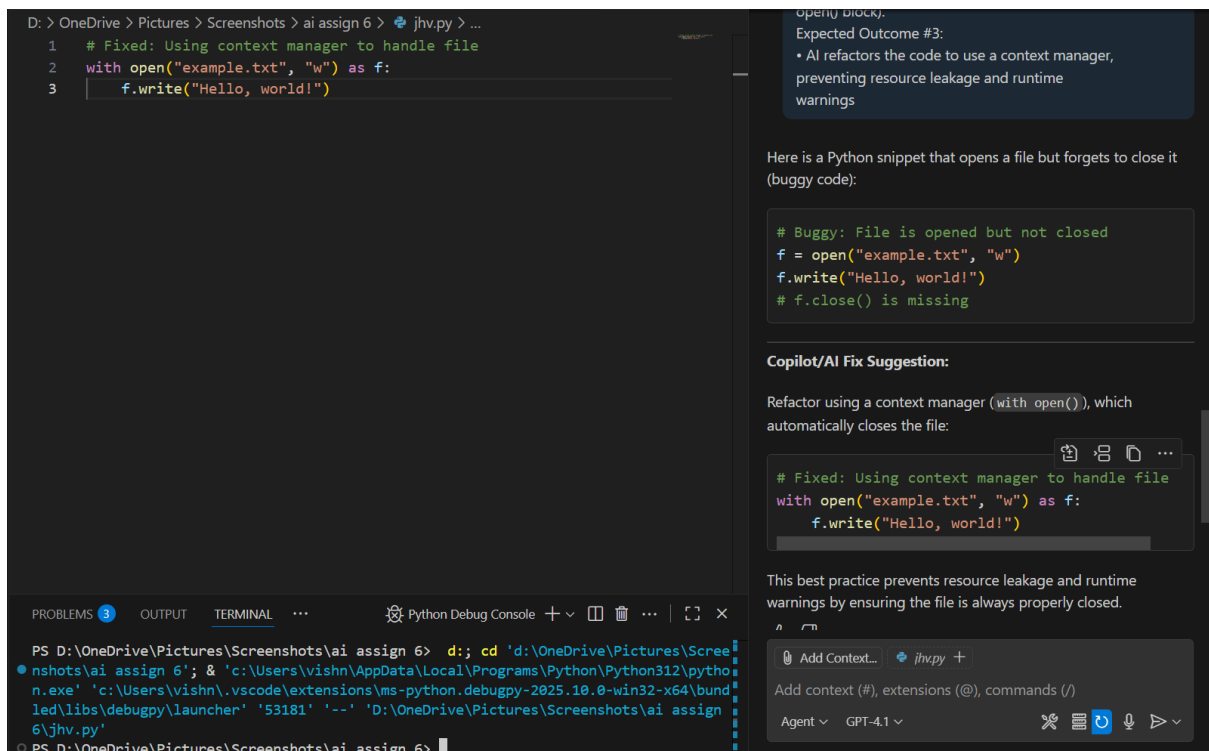 D: > OneDrive > Pictures > Screenshots > ai assign 6 > jhv.py > ...
1 # Fixed: Using context manager to handle file
2 with open("example.txt", "w") as f:
3     f.write("Hello, world!")
PROBLEMS 3 OUTPUT TERMINAL ... Python Debug Console
PS D:\OneDrive\Pictures\Screenshots\ai assign 6>  d:; cd 'd:\OneDrive\Pictures\Scree
nshots\ai assign 6'; & 'c:\Users\vishn\AppData\Local\Programs\Python\Python312\pytho
n.exe' 'c:\Users\vishn\.vscode\extensions\ms-python.debugpy-2025.10.0-win32-x64\bund
led\libs\debugpy\launcher' '53181' '--' 'D:\OneDrive\Pictures\Screenshots\ai assign
6\jhv.py'
PS D:\OneDrive\Pictures\Screenshots\ai assign 6>
open() block).
Expected Outcome #3:
• AI refactors the code to use a context manager,
preventing resource leakage and runtime
warnings
Here is a Python snippet that opens a file but forgets to close it
(buggy code):
# Buggy: File is opened but not closed
f = open("example.txt", "w")
f.write("Hello, world!")
# f.close() is missing
Copilot/AI Fix Suggestion:
Refactor using a context manager (with open()), which
automatically closes the file:
# Fixed: Using context manager to handle file
with open("example.txt", "w") as f:
    f.write("Hello, world!")
This best practice prevents resource leakage and runtime
warnings by ensuring the file is always properly closed.
Add Context... jhv.py +
Add context (#), extensions (@), commands (/)
Agent GPT-4.1